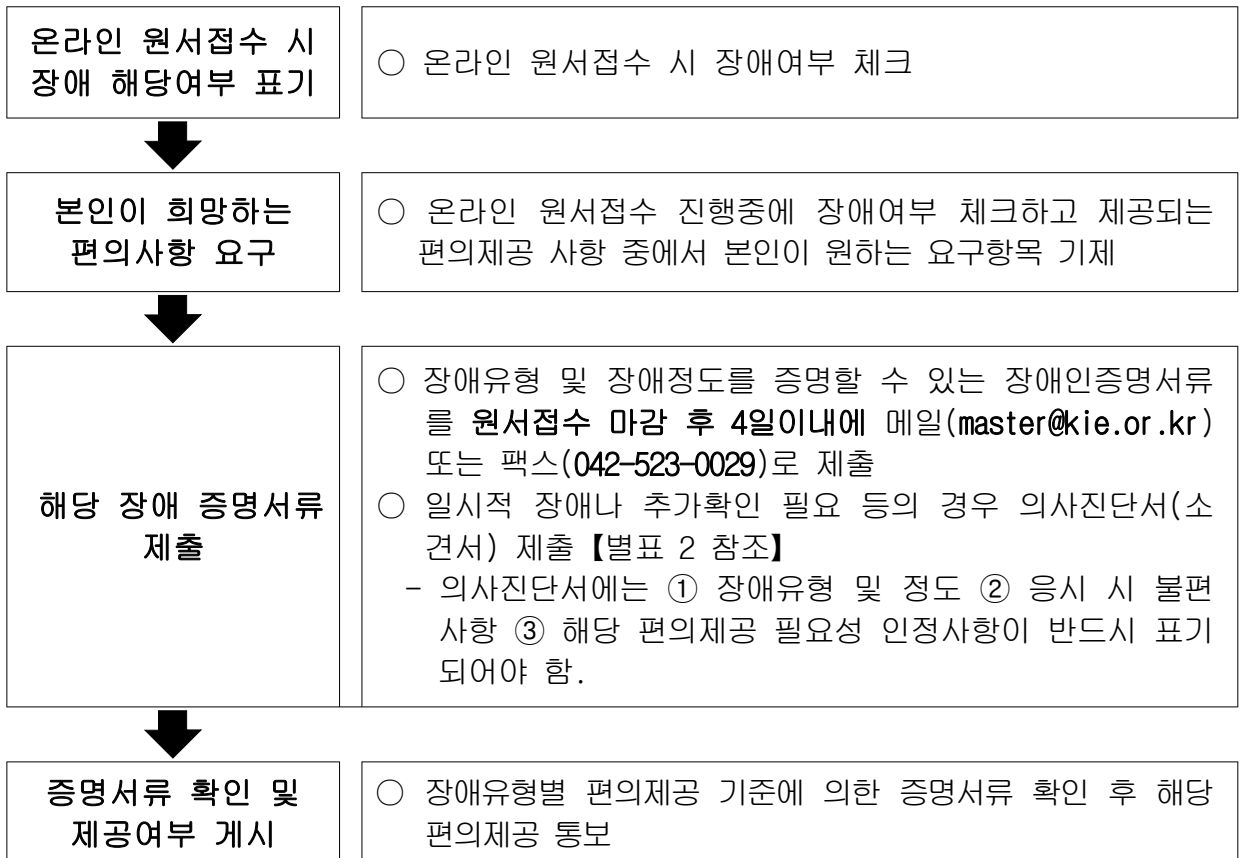 온라인 원서접수 시
장애 해당여부 표기
○ 온라인 원서접수 시 장애여부 체크
본인이 희망하는
편의사항 요구
○ 온라인 원서접수 진행중에 장애여부 체크하고 제공되는
편의제공 사항 중에서 본인이 원하는 요구항목 기제
해당 장애 증명서류
제출
○ 장애유형 및 장애정도를 증명할 수 있는 장애인증명서류
를 원서접수 마감 후 4일이내에 메일(master@kie.or.kr)
또는 팩스(042-523-0029)로 제출
○ 일시적 장애나 추가확인 필요 등의 경우 의사진단서(소
견서) 제출【별표 2 참조】
- 의사진단서에는 ① 장애유형 및 정도 ② 응시 시 불편
사항 ③ 해당 편의제공 필요성 인정사항이 반드시 표기
되어야 함.
증명서류 확인 및
제공여부 게시
○ 장애유형별 편의제공 기준에 의한 증명서류 확인 후 해당
편의제공 통보